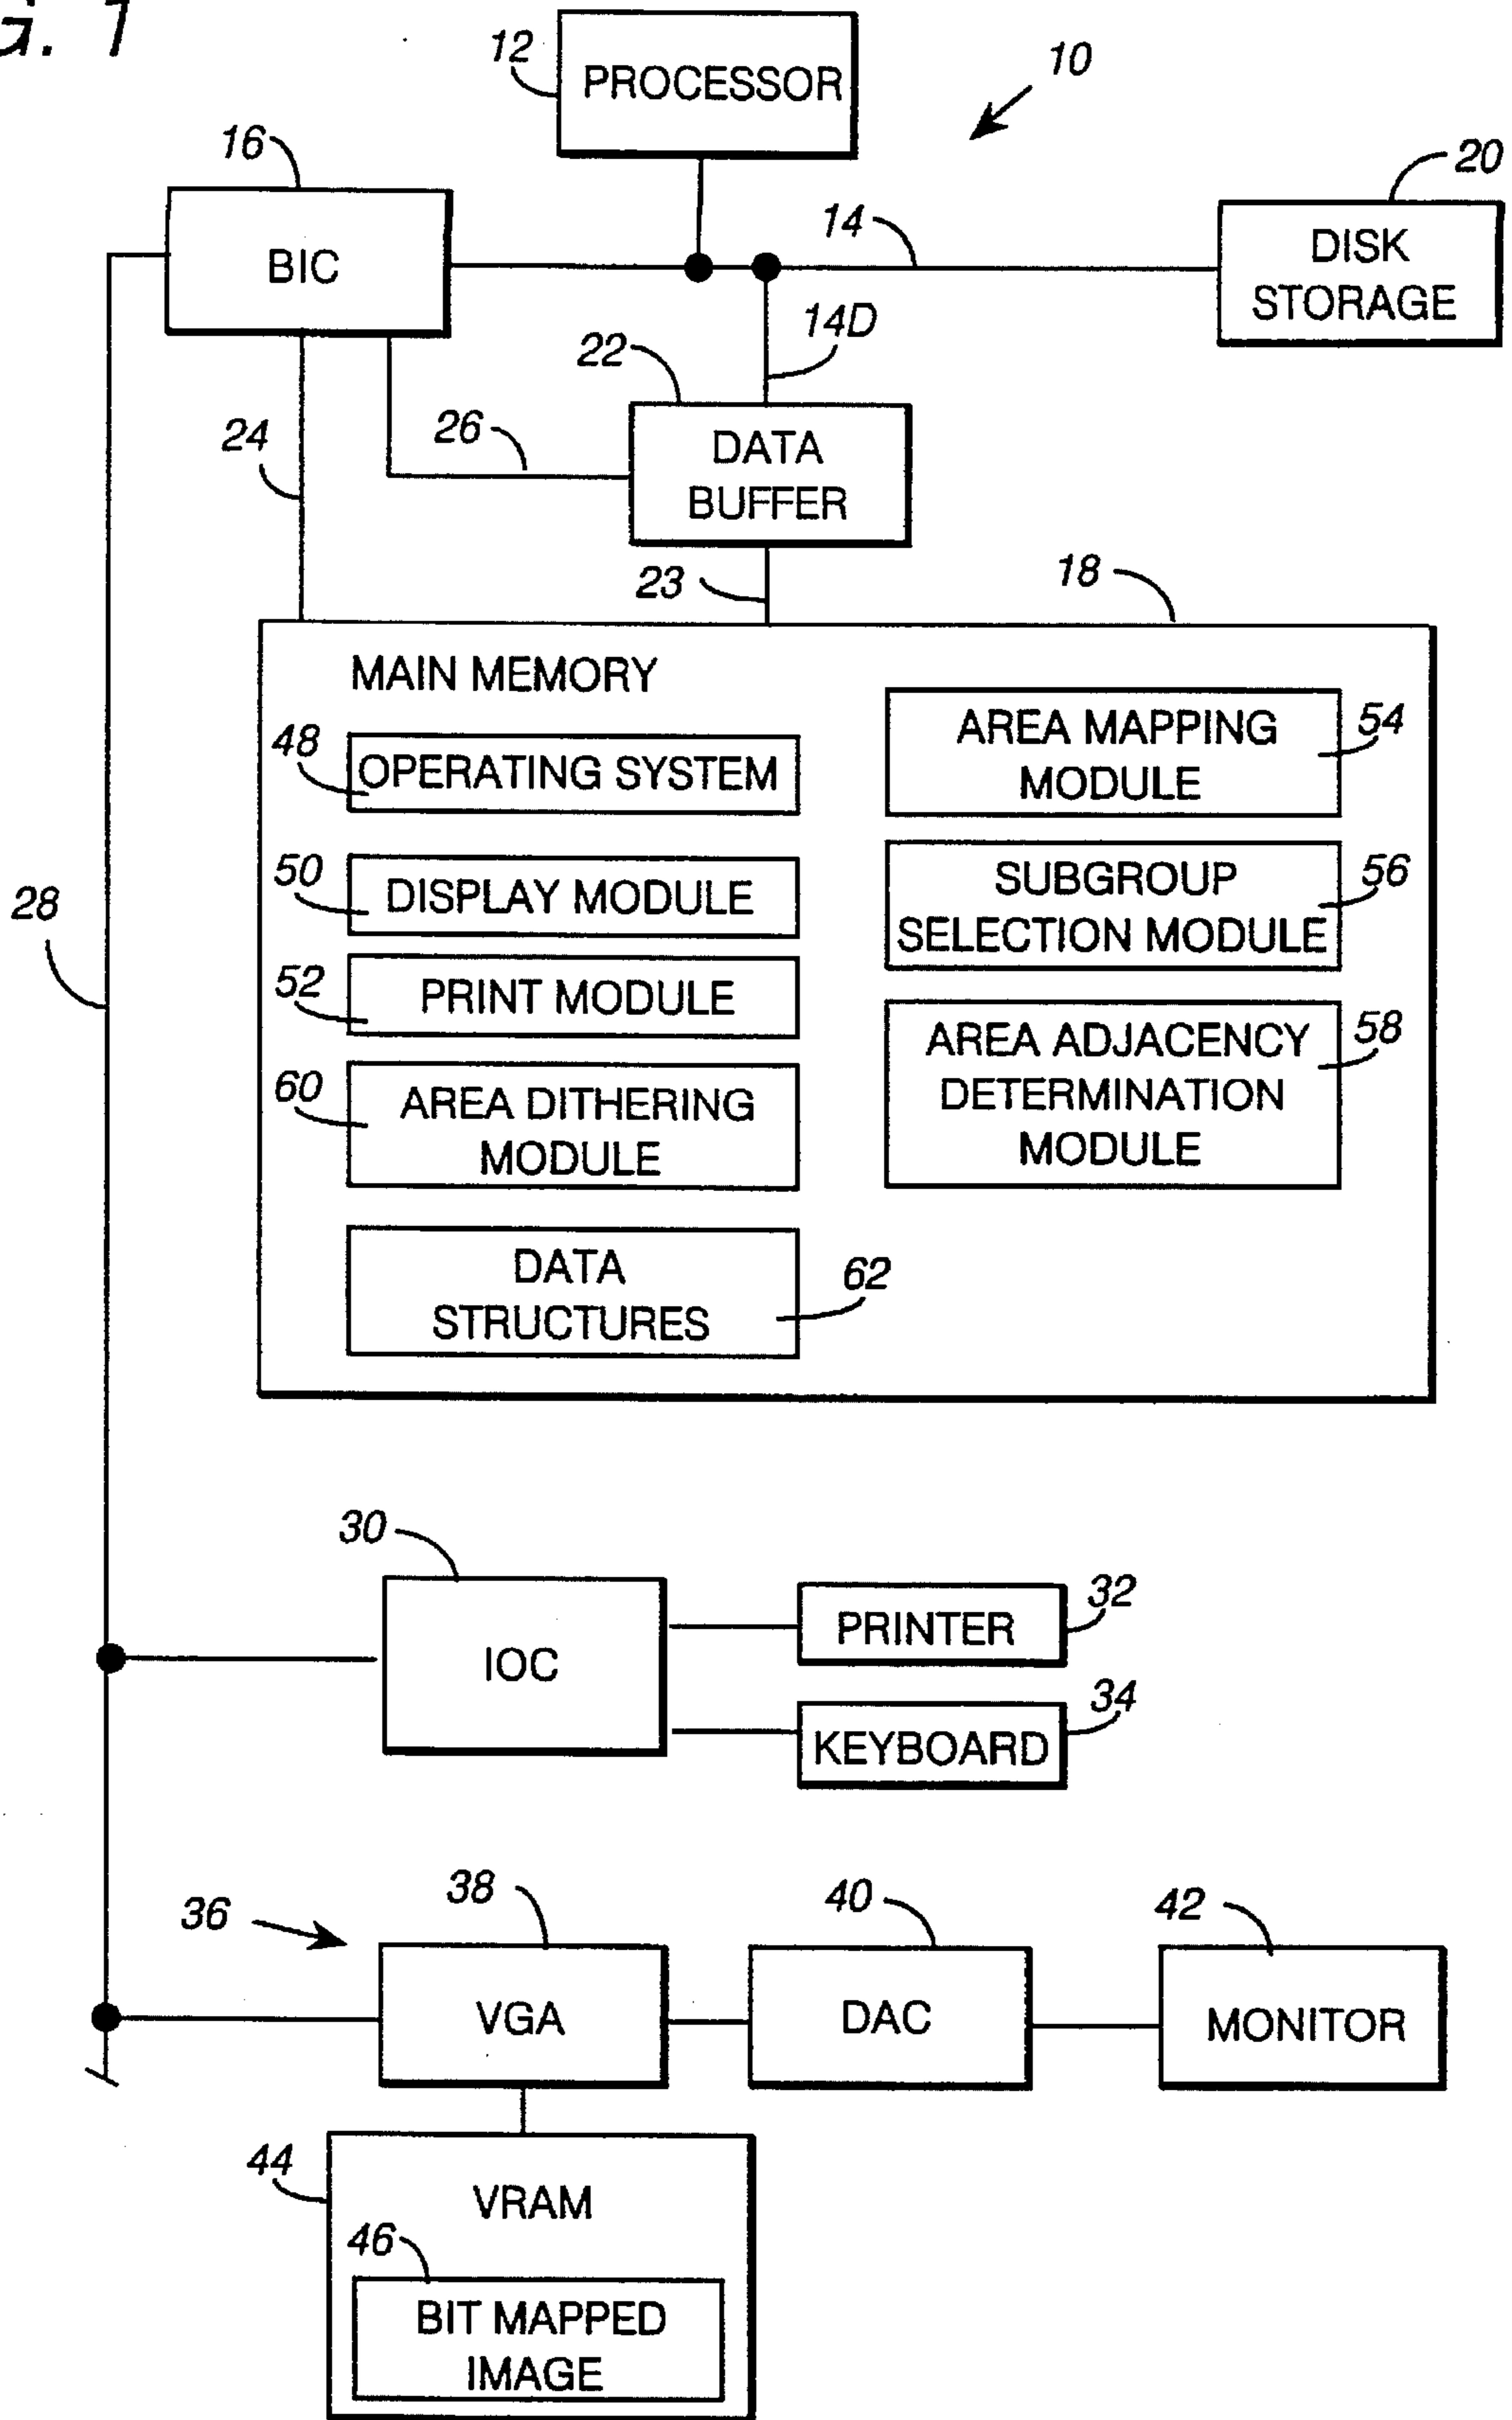 G. 1
12
PROCESSOR
10
16
BIC
14
20
DISK
STORAGE
14D
22
DATA
BUFFER
24
26
23
18
MAIN MEMORY
48
OPERATING SYSTEM
50
DISPLAY MODULE
52
PRINT MODULE
60
AREA DITHERING
MODULE
DATA
STRUCTURES
62
AREA MAPPING
MODULE
54
SUBGROUP
SELECTION MODULE
56
AREA ADJACENCY
DETERMINATION
MODULE
58
28
30
IOC
PRINTER
32
KEYBOARD
34
36
38
VGA
40
DAC
42
MONITOR
44
VRAM
46
BIT MAPPED
IMAGE